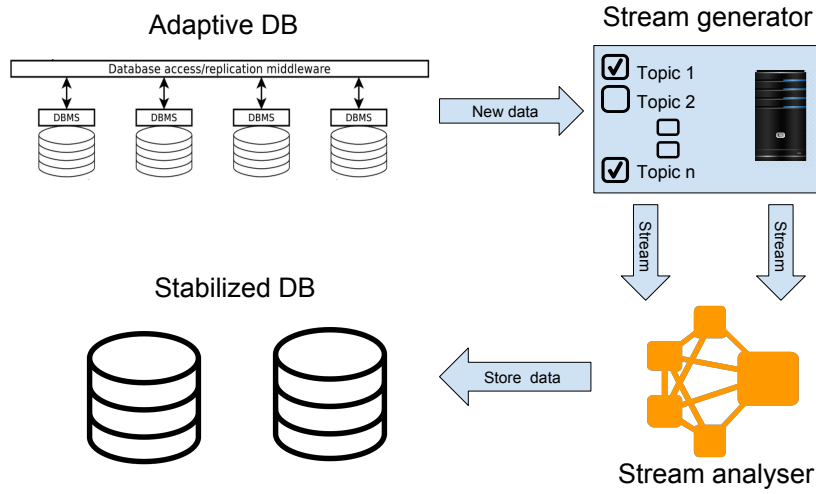 Adaptive DB
Stream generator
Database access/replication middleware
DBMS
DBMS
DBMS
DBMS
New data
Topic 1
Topic 2
Topic n
Stream
Stream
Stabilized DB
Store data
Stream analyser